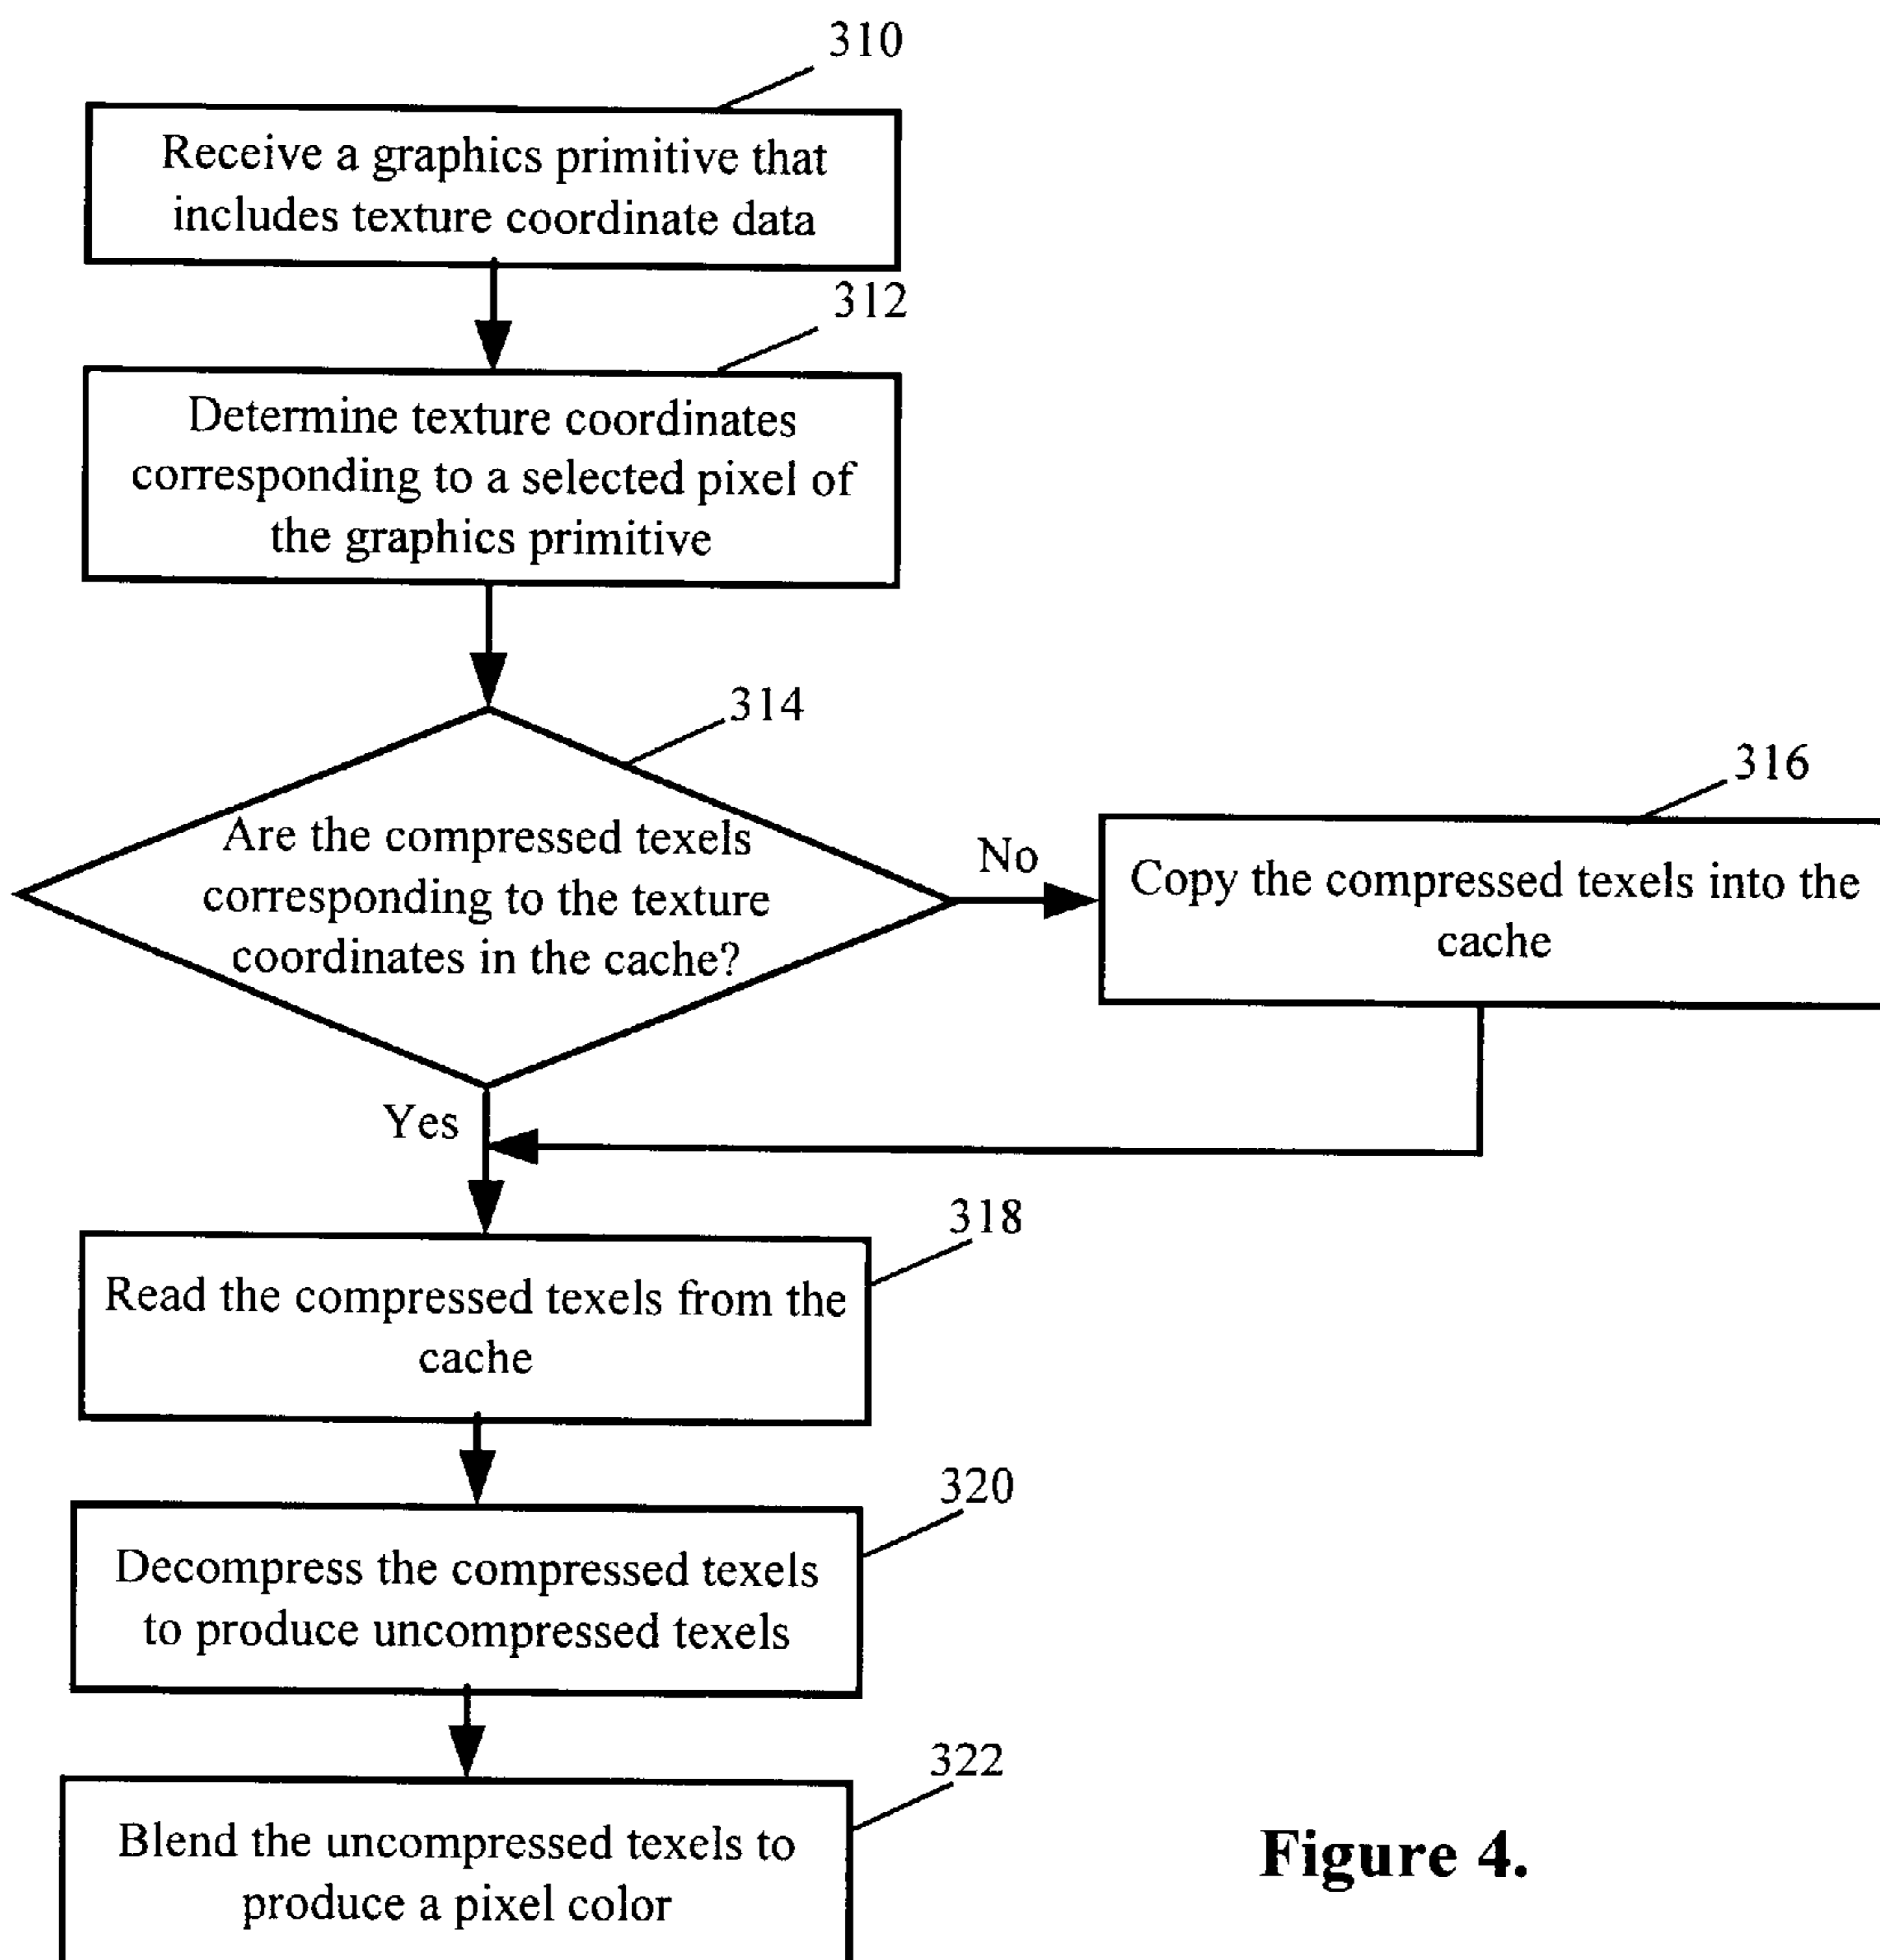 310
Receive a graphics primitive that
includes texture coordinate data
312
Determine texture coordinates
corresponding to a selected pixel of
the graphics primitive
314
Are the compressed texels
corresponding to the texture
coordinates in the cache?
No
316
Copy the compressed texels into the
cache
Yes
318
Read the compressed texels from the
cache
320
Decompress the compressed texels
to produce uncompressed texels
322
Blend the uncompressed texels to
produce a pixel color
Figure 4.